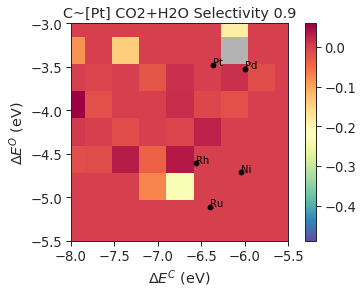 C~[Pt] CO2+H2O Selectivity 0.9
−3.0
−3.5
−4.0
−4.5
−5.0
−5.5
ΔE^O (eV)
Pt
Pd
Rh
Ni
Ru
−8.0 −7.5 −7.0 −6.5 −6.0 −5.5
ΔE^C (eV)
0.0
−0.1
−0.2
−0.3
−0.4